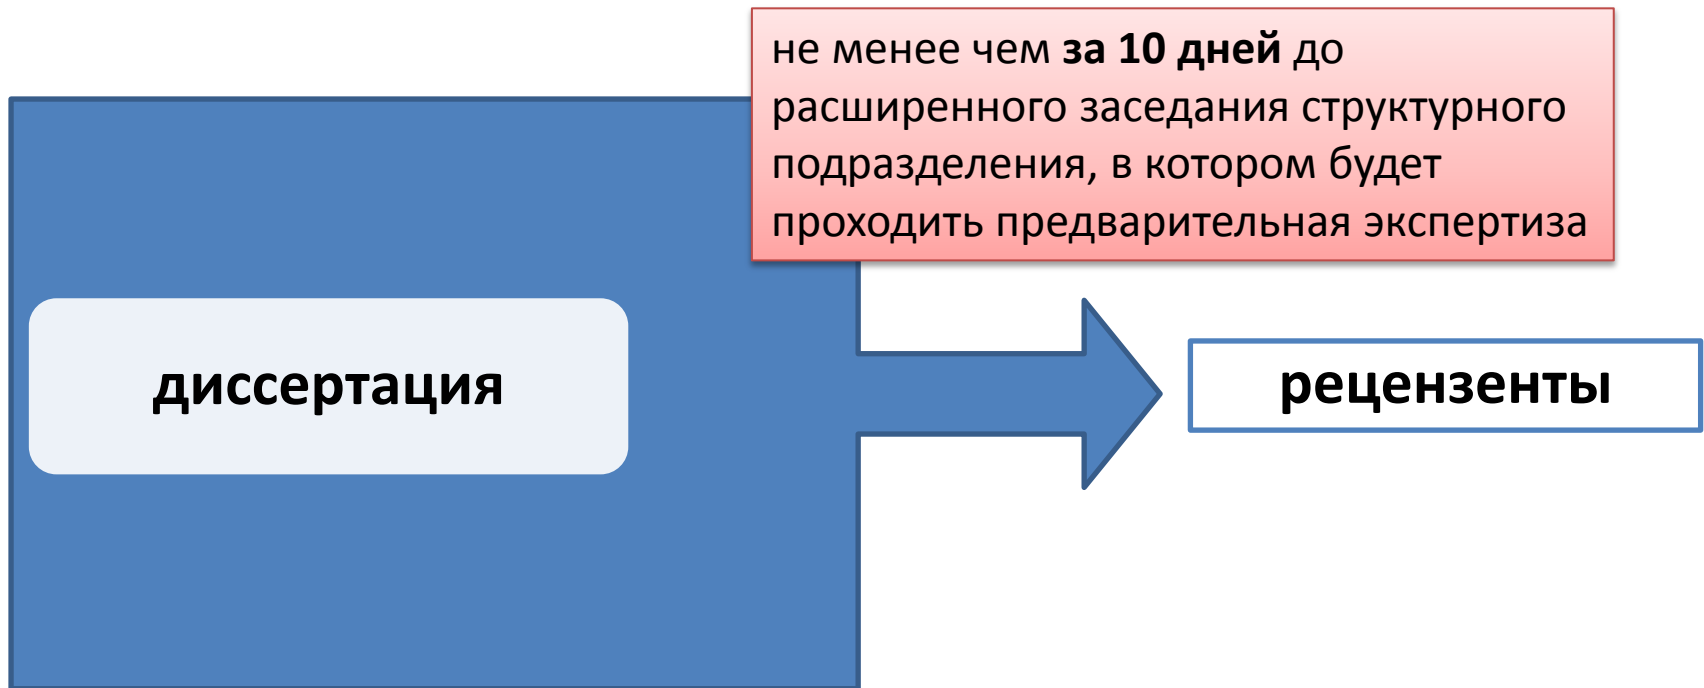 не менее чем за 10 дней до
расширенного заседания структурного
подразделения, в котором будет
проходить предварительная экспертиза
диссертация
рецензенты